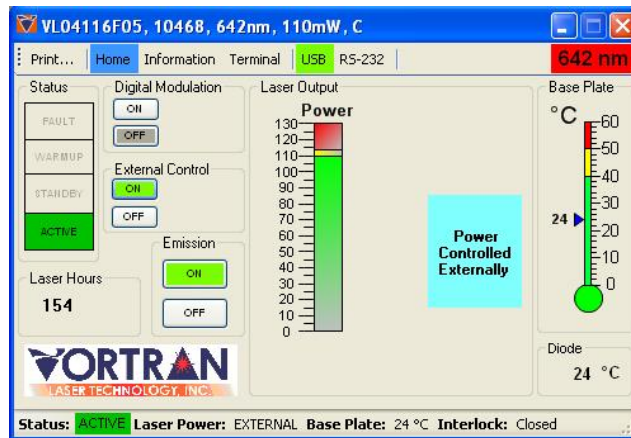 VL04116F05, 10468, 642nm, 110mW, C
Print... Home Information Terminal USB RS-232 642 nm
Status
FAULT
WARMUP
STANDBY
ACTIVE
Digital Modulation
ON
OFF
External Control
ON
OFF
Emission
ON
OFF
Laser Hours
154
VORTRAN
LASER TECHNOLOGY, INC.
Laser Output
Power
130
120
110
100
90
80
70
60
50
40
30
20
10
0
Power
Controlled
Externally
Base Plate
°C
60
50
40
30
24
20
10
0
Diode
24 °C
Status: ACTIVE Laser Power: EXTERNAL Base Plate: 24 °C Interlock: Closed